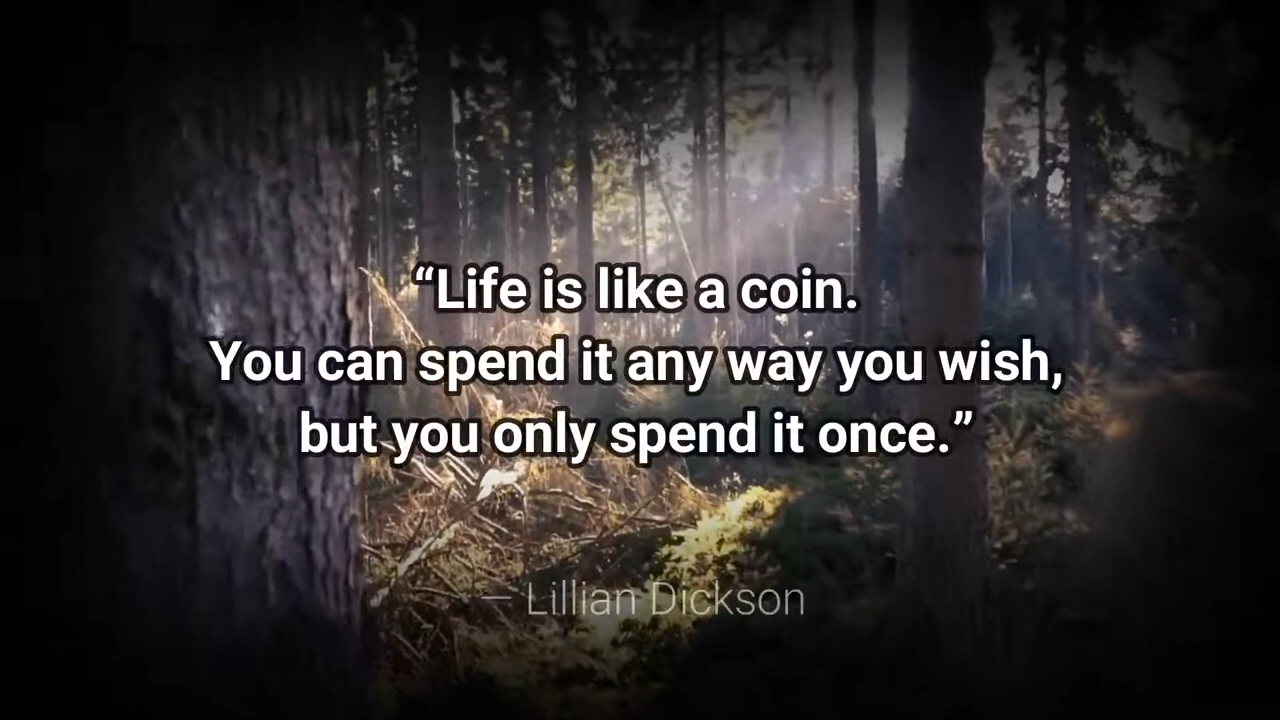 “Life is like a coin.
You can spend it any way you wish,
but you only spend it once.”
— Lillian Dickson